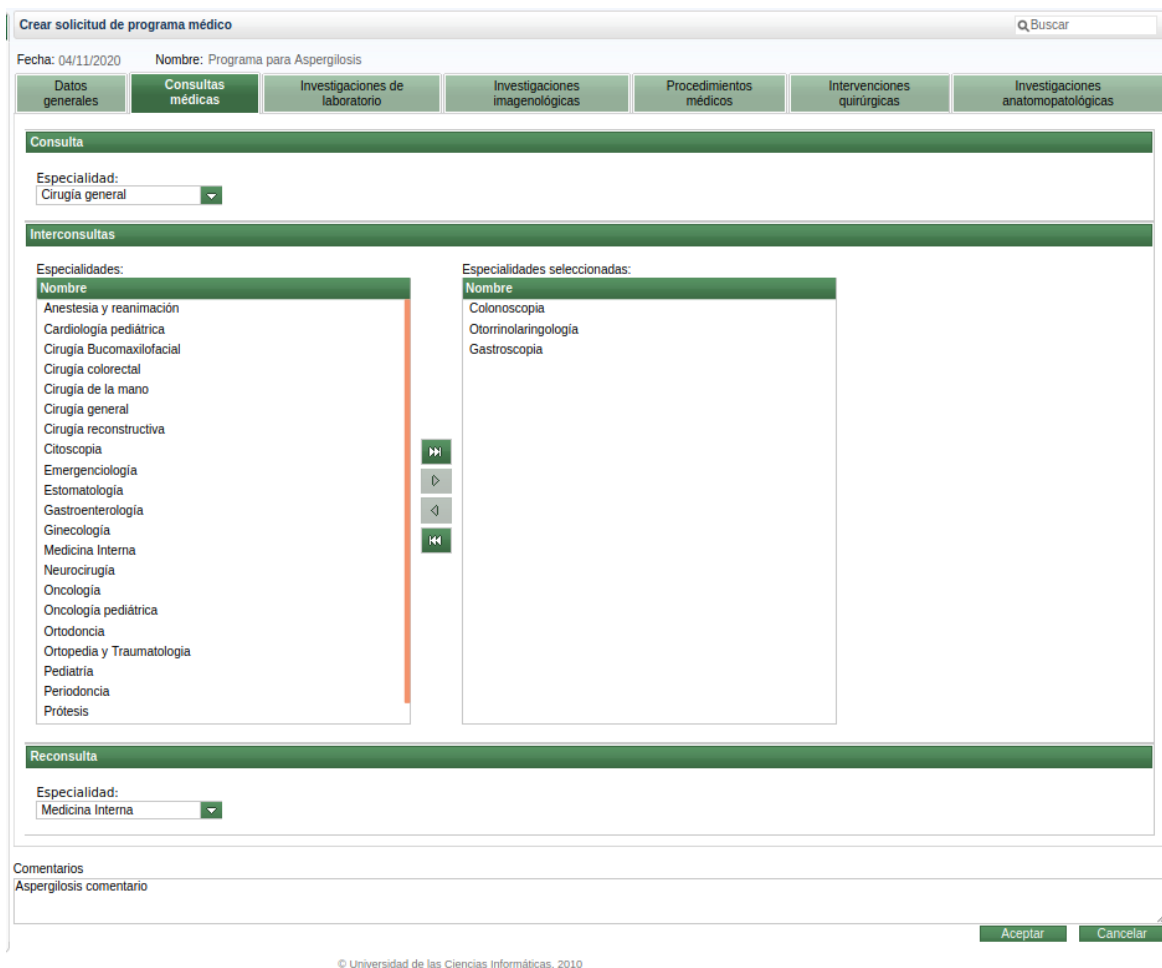 Crear solicitud de programa médico
Buscar
Fecha: 04/11/2020 Nombre: Programa para Aspergilosis
Datos generales
Consultas médicas
Investigaciones de laboratorio
Investigaciones imagenológicas
Procedimientos médicos
Intervenciones quirúrgicas
Investigaciones anatomopatológicas
Consulta
Especialidad:
Cirugía general
Interconsultas
Especialidades:
Nombre
Anestesia y reanimación
Cardiología pediátrica
Cirugía Bucomaxilofacial
Cirugía colorectal
Cirugía de la mano
Cirugía general
Cirugía reconstructiva
Citoscopia
Emergenciología
Estomatología
Gastroenterología
Ginecología
Medicina Interna
Neurocirugía
Oncología
Oncología pediátrica
Ortodoncia
Ortopedia y Traumatologia
Pediatría
Periodoncia
Prótesis
Especialidades seleccionadas:
Nombre
Colonoscopia
Otorrinolaringología
Gastroscopia
Reconsulta
Especialidad:
Medicina Interna
Comentarios
Aspergilosis comentario
Aceptar
Cancelar
© Universidad de las Ciencias Informáticas, 2010